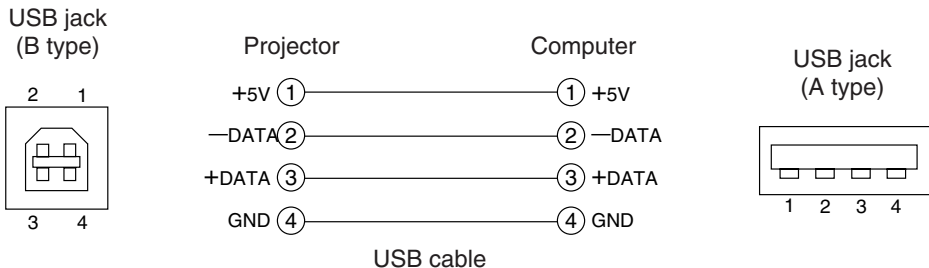 USB jack
(B type)
2 1
3 4
Projector
Computer
+5V 1 1 +5V
—DATA 2 2 —DATA
+DATA 3 3 +DATA
GND 4 4 GND
USB cable
USB jack
(A type)
1 2 3 4